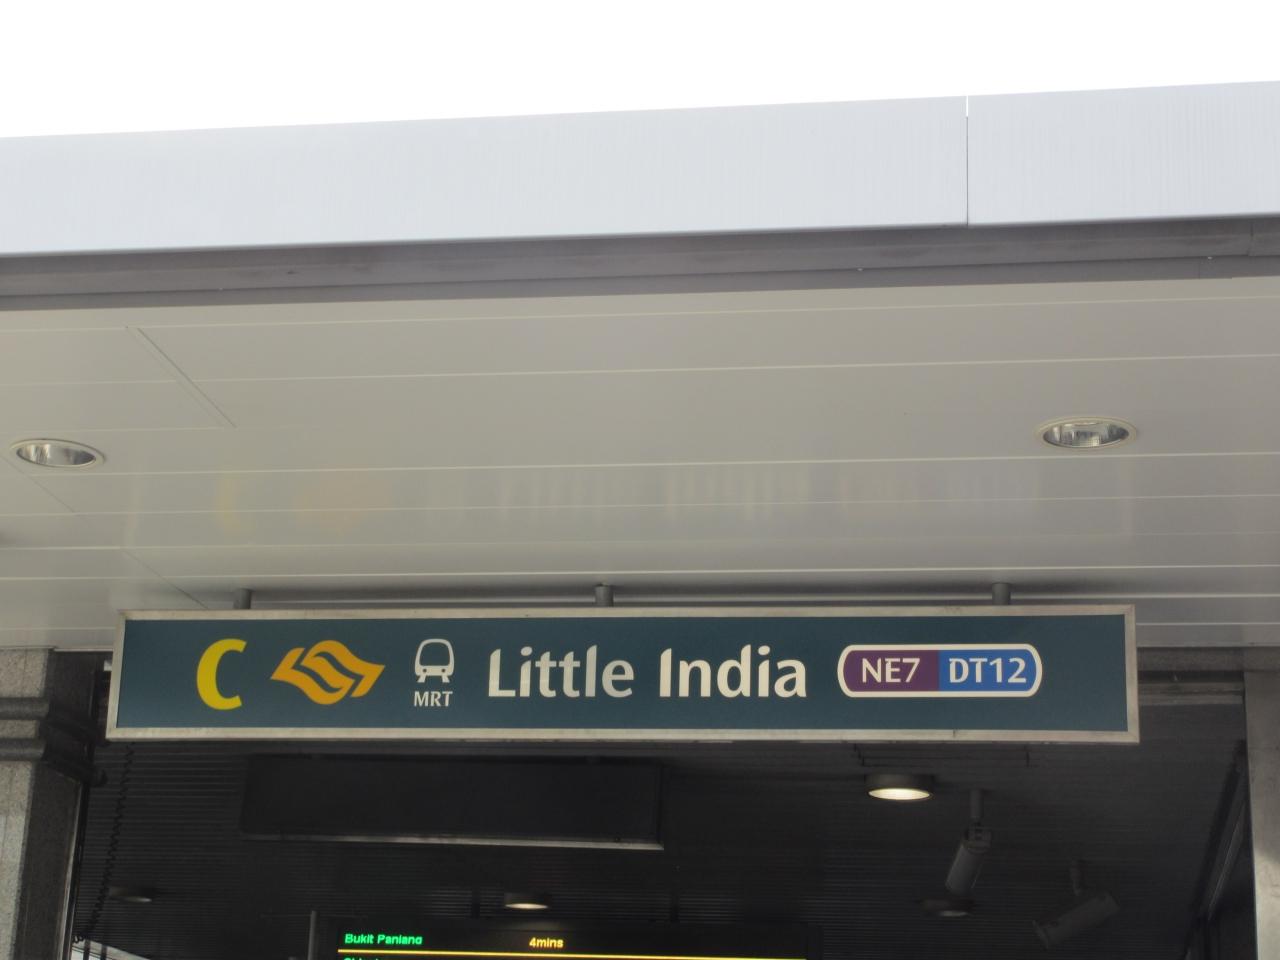 C MRT Little India NE7 DT12
Bukit Panjang 4mins